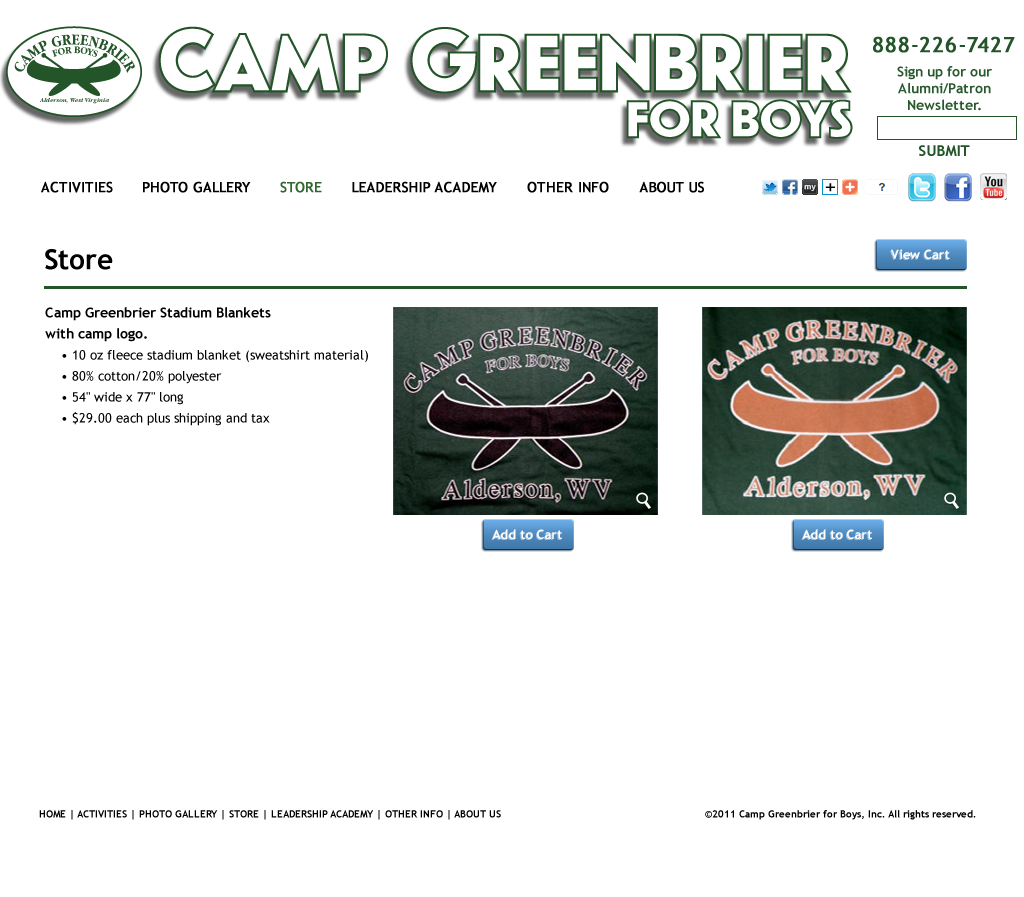 CAMP GREENBRIER
FOR BOYS
Alderson, West Virginia
CAMP GREENBRIER
FOR BOYS
888-226-7427
Sign up for our
Alumni/Patron
Newsletter.
SUBMIT
ACTIVITIES PHOTO GALLERY STORE LEADERSHIP ACADEMY OTHER INFO ABOUT US
my ? You
Tube
Store
View Cart
Camp Greenbrier Stadium Blankets
with camp logo.
• 10 oz fleece stadium blanket (sweatshirt material)
• 80% cotton/20% polyester
• 54" wide x 77" long
• $29.00 each plus shipping and tax
CAMP GREENBRIER
FOR BOYS
Alderson, WV
Add to Cart
CAMP GREENBRIER
FOR BOYS
Alderson, WV
Add to Cart
HOME | ACTIVITIES | PHOTO GALLERY | STORE | LEADERSHIP ACADEMY | OTHER INFO | ABOUT US
©2011 Camp Greenbrier for Boys, Inc. All rights reserved.